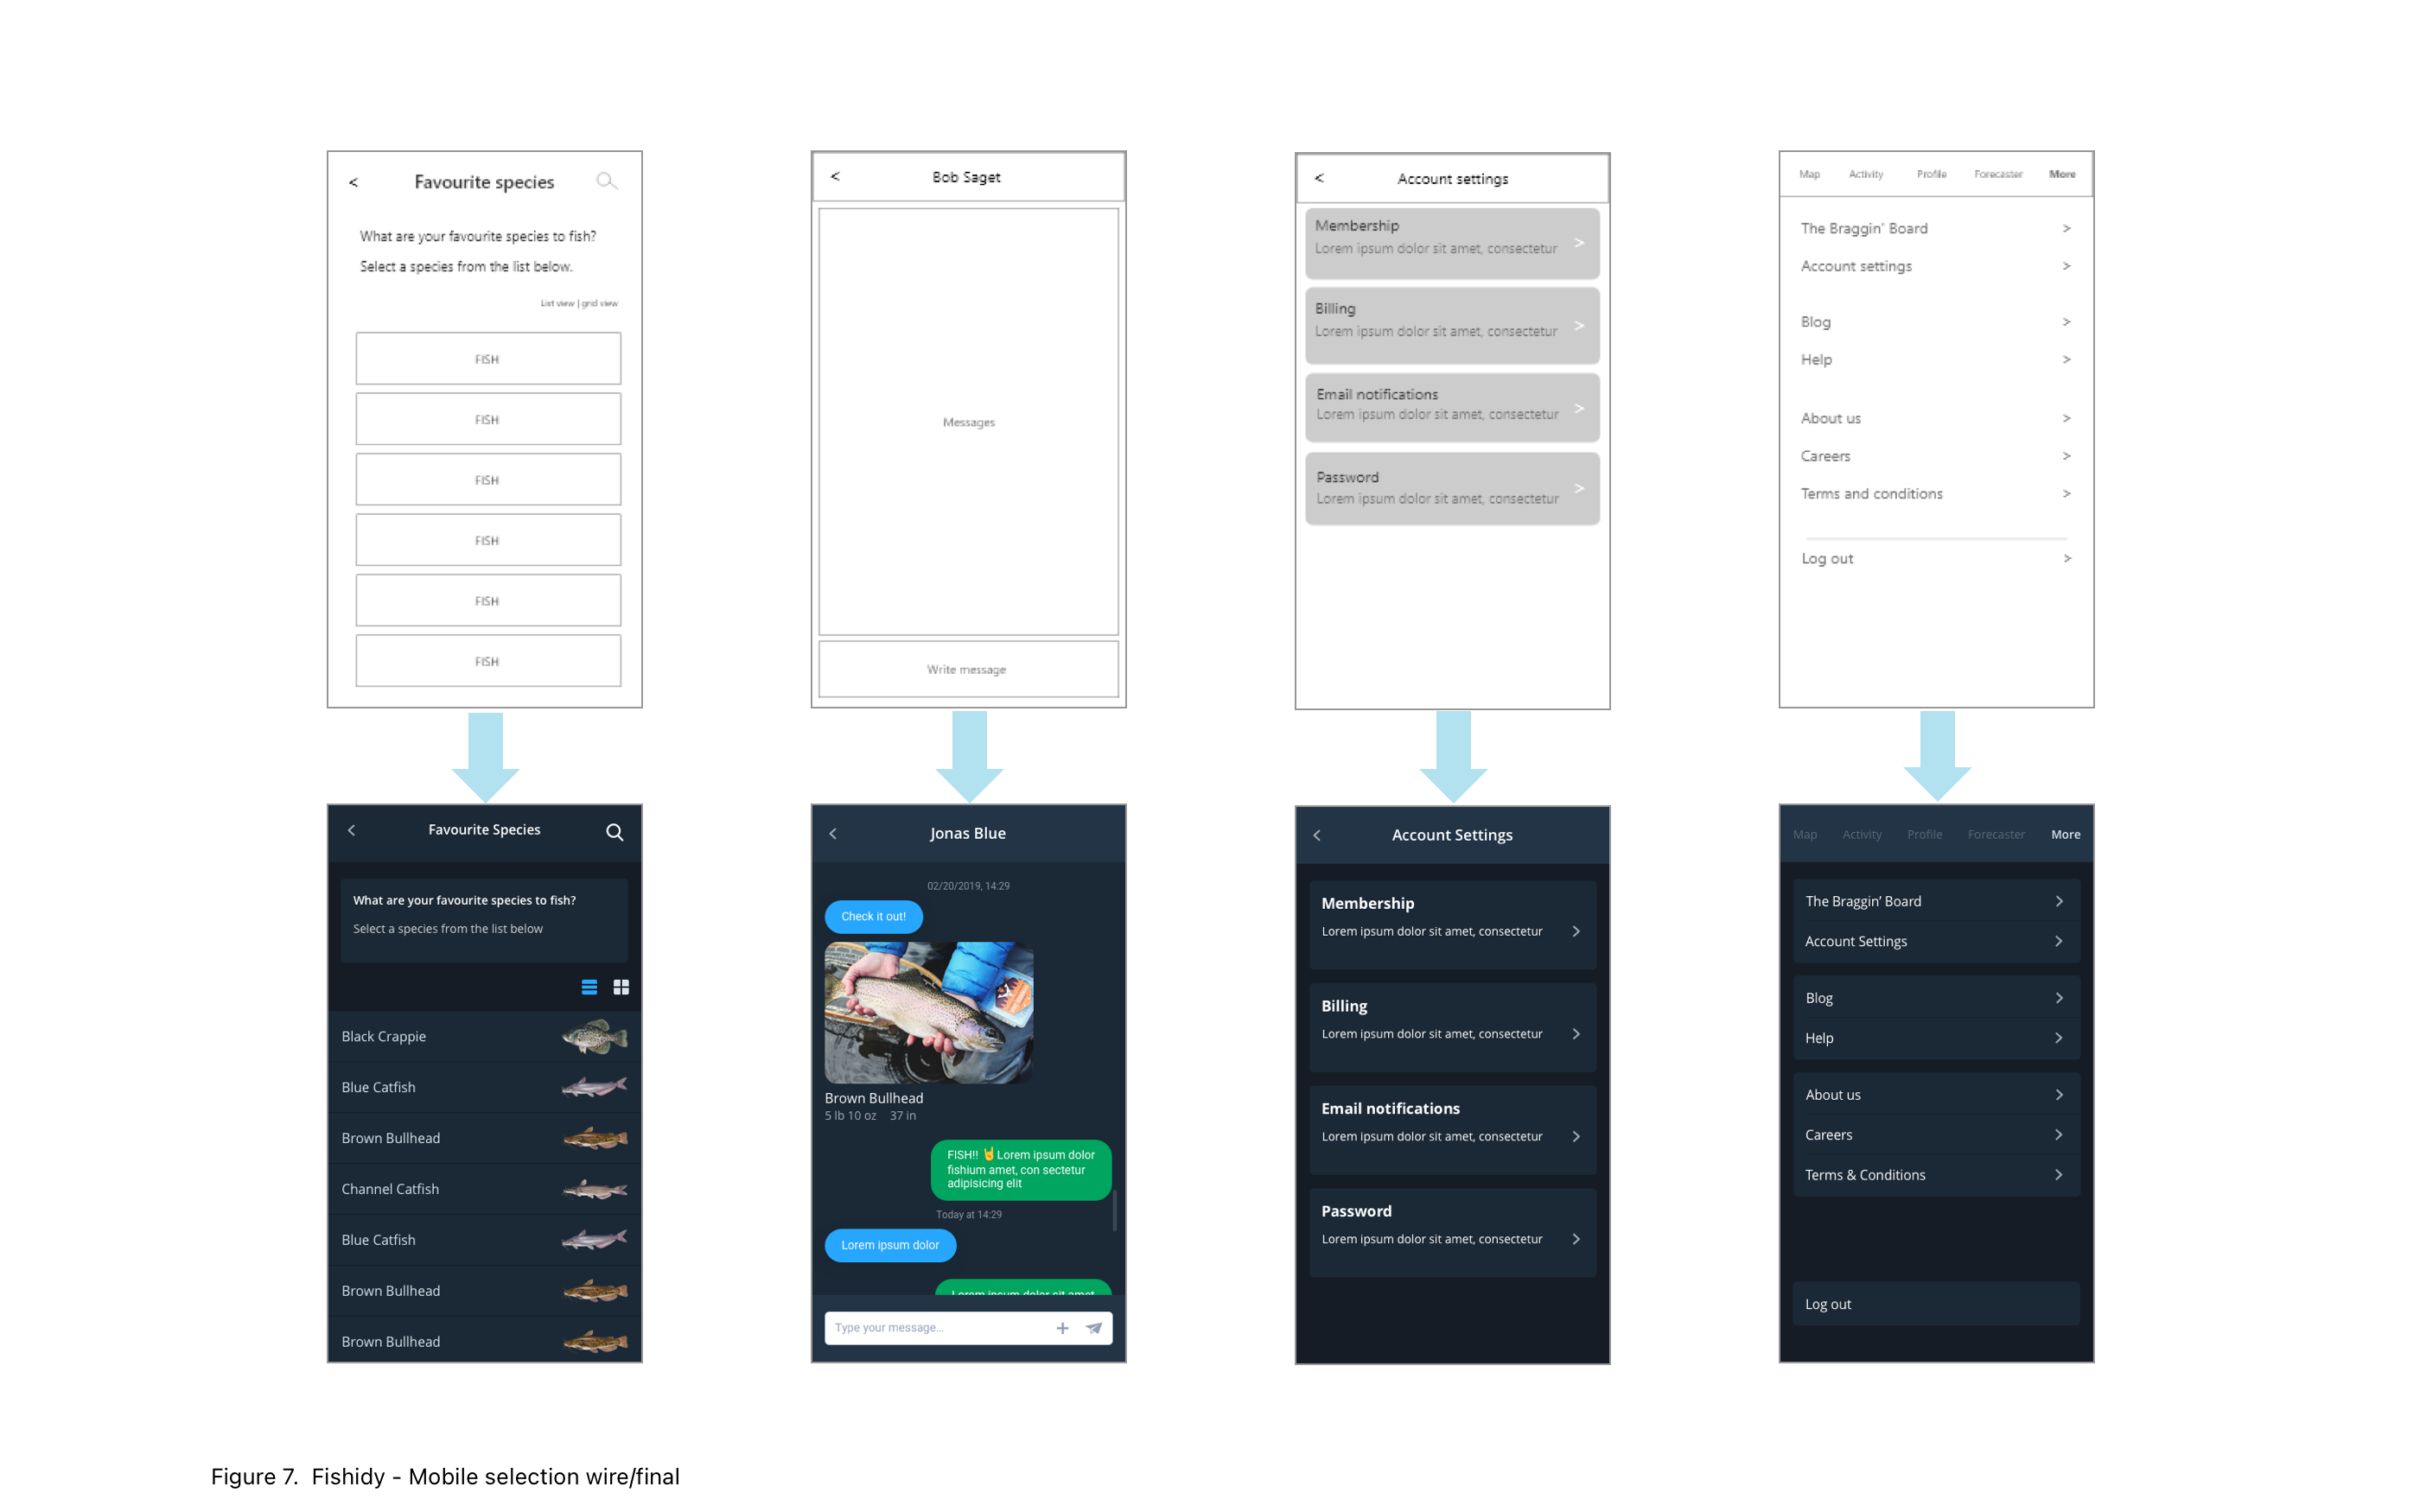 < Favourite species
What are your favourite species to fish?
Select a species from the list below.
List view | grid view
FISH
FISH
FISH
FISH
FISH
FISH
< Bob Saget
Messages
Write message
< Account settings
Membership
Lorem ipsum dolor sit amet, consectetur >
Billing
Lorem ipsum dolor sit amet, consectetur >
Email notifications
Lorem ipsum dolor sit amet, consectetur >
Password
Lorem ipsum dolor sit amet, consectetur >
Map Activity Profile Forecaster More
The Braggin' Board >
Account settings >
Blog >
Help >
About us >
Careers >
Terms and conditions >
Log out >
Favourite Species
What are your favourite species to fish?
Select a species from the list below
Black Crappie
Blue Catfish
Brown Bullhead
Channel Catfish
Blue Catfish
Brown Bullhead
Brown Bullhead
Jonas Blue
02/20/2019, 14:29
Check it out!
Brown Bullhead
5 lb 10 oz 37 in
FISH!! 🤘Lorem ipsum dolor
fishium amet, con sectetur
adipisicing elit
Today at 14:29
Lorem ipsum dolor
Lorem ipsum dolor sit amet
Type your message...
Account Settings
Membership
Lorem ipsum dolor sit amet, consectetur
Billing
Lorem ipsum dolor sit amet, consectetur
Email notifications
Lorem ipsum dolor sit amet, consectetur
Password
Lorem ipsum dolor sit amet, consectetur
Map Activity Profile Forecaster More
The Braggin’ Board
Account Settings
Blog
Help
About us
Careers
Terms & Conditions
Log out
Figure 7. Fishidy - Mobile selection wire/final